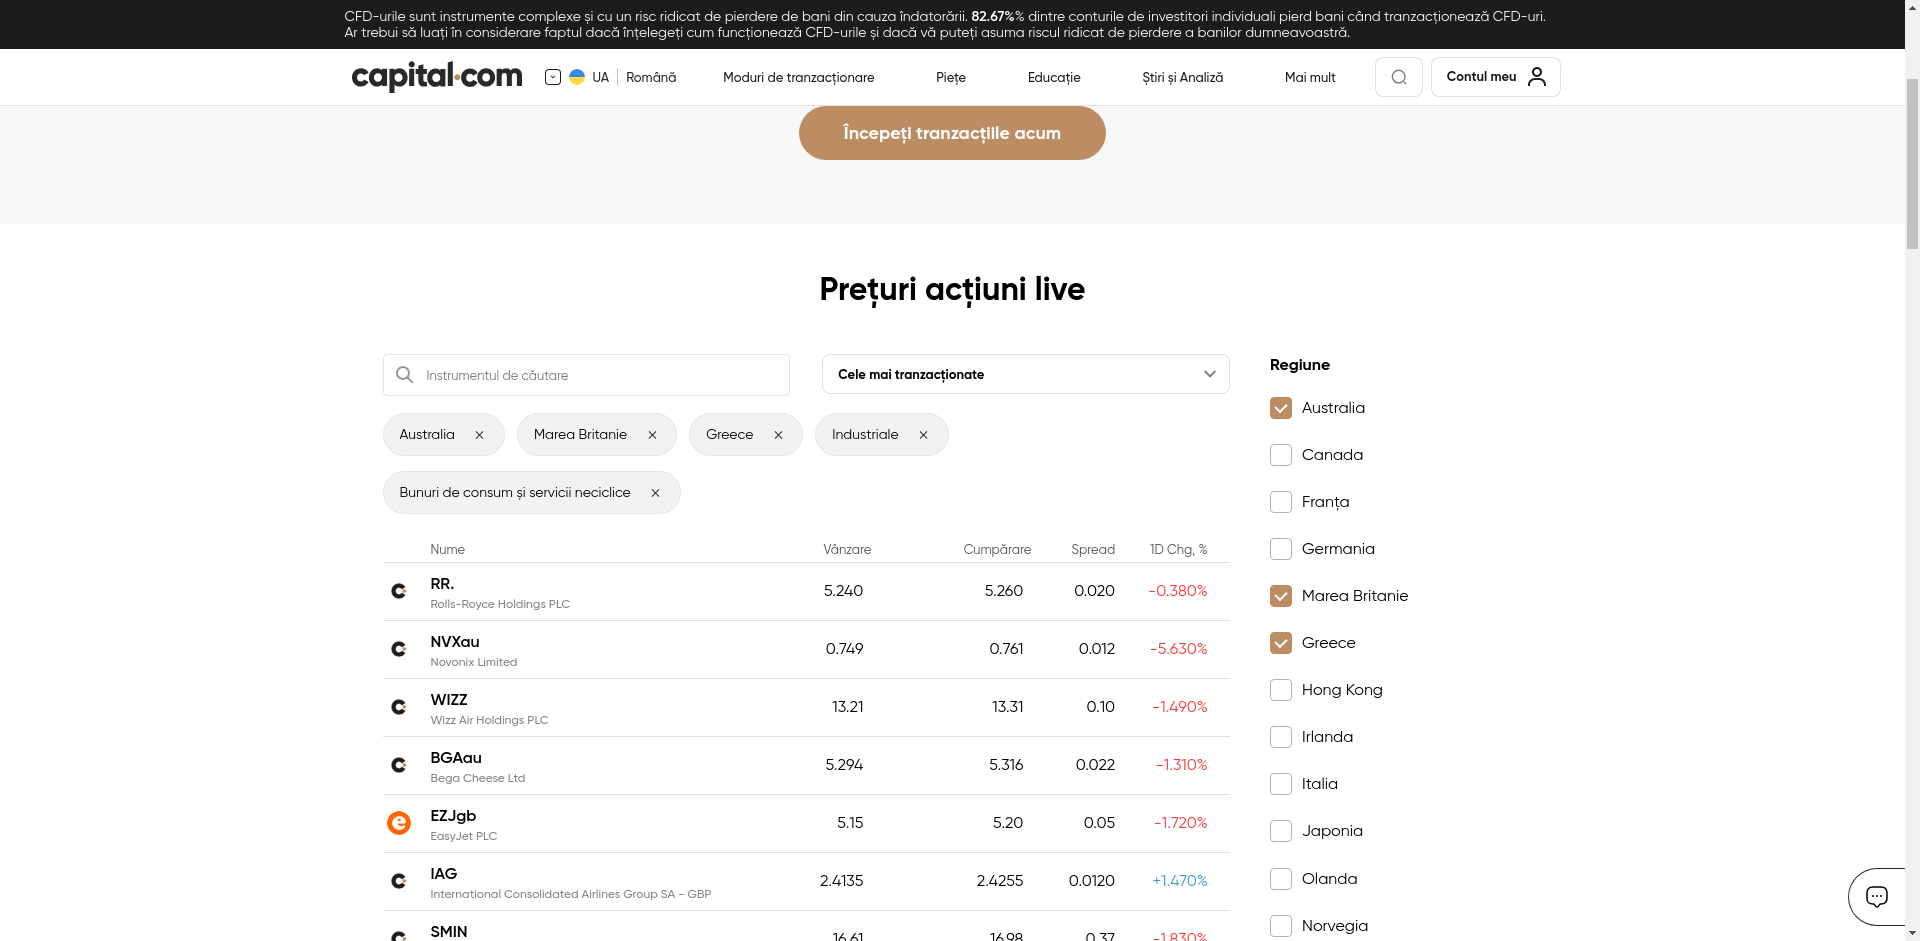 CFD-urile sunt instrumente complexe și cu un risc ridicat de pierdere de bani din cauza îndatorării. 82.67%% dintre conturile de investitori individuali pierd bani când tranzacționează CFD-uri.
Ar trebui să luați în considerare faptul dacă înțelegeți cum funcționează CFD-urile și dacă vă puteți asuma riscul ridicat de pierdere a banilor dumneavoastră.
capital.com UA Română Moduri de tranzacționare Piețe Educație Știri și Analiză Mai mult Contul meu
Începeți tranzacțiile acum
Prețuri acțiuni live
Instrumentul de căutare
Cele mai tranzacționate
Australia
Marea Britanie
Greece
Industriale
Bunuri de consum și servicii neciclice
Nume Vânzare Cumpărare Spread 1D Chg, %
RR.
Rolls-Royce Holdings PLC
5.240 5.260 0.020 -0.380%
NVXau
Novonix Limited
0.749 0.761 0.012 -5.630%
WIZZ
Wizz Air Holdings PLC
13.21 13.31 0.10 -1.490%
BGAau
Bega Cheese Ltd
5.294 5.316 0.022 -1.310%
EZJgb
EasyJet PLC
5.15 5.20 0.05 -1.720%
IAG
International Consolidated Airlines Group SA - GBP
2.4135 2.4255 0.0120 +1.470%
SMIN
16.61 16.98 0.37 -1.830%
Regiune
Australia
Canada
Franța
Germania
Marea Britanie
Greece
Hong Kong
Irlanda
Italia
Japonia
Olanda
Norvegia